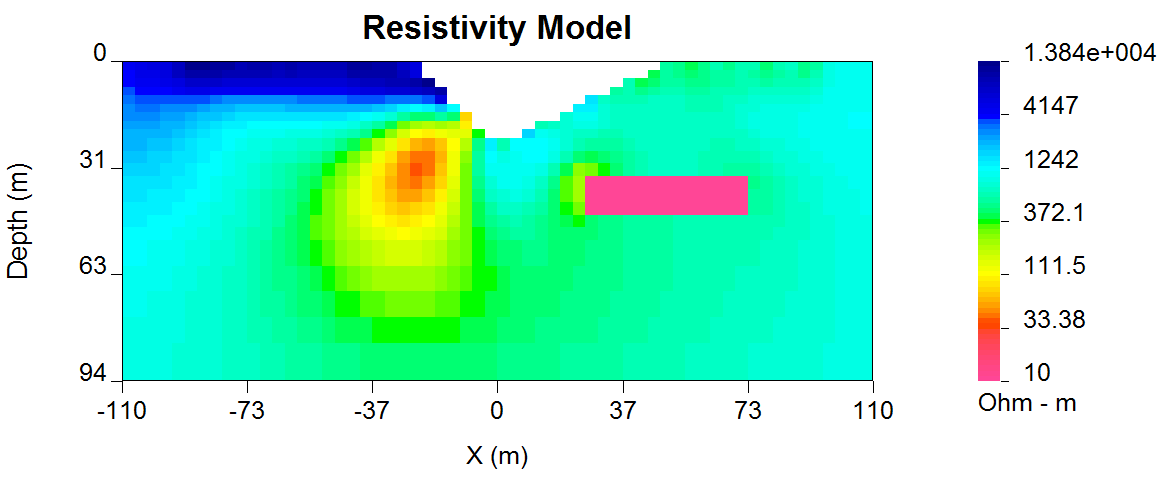 Resistivity Model
0
31
63
94
Depth (m)
-110 -73 -37 0 37 73 110
X (m)
1.384e+004
4147
1242
372.1
111.5
33.38
10
Ohm - m